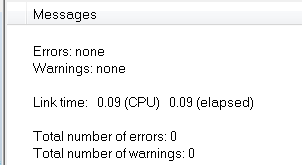 Messages
Errors: none
Warnings: none
Link time: 0.09 (CPU) 0.09 (elapsed)
Total number of errors: 0
Total number of warnings: 0